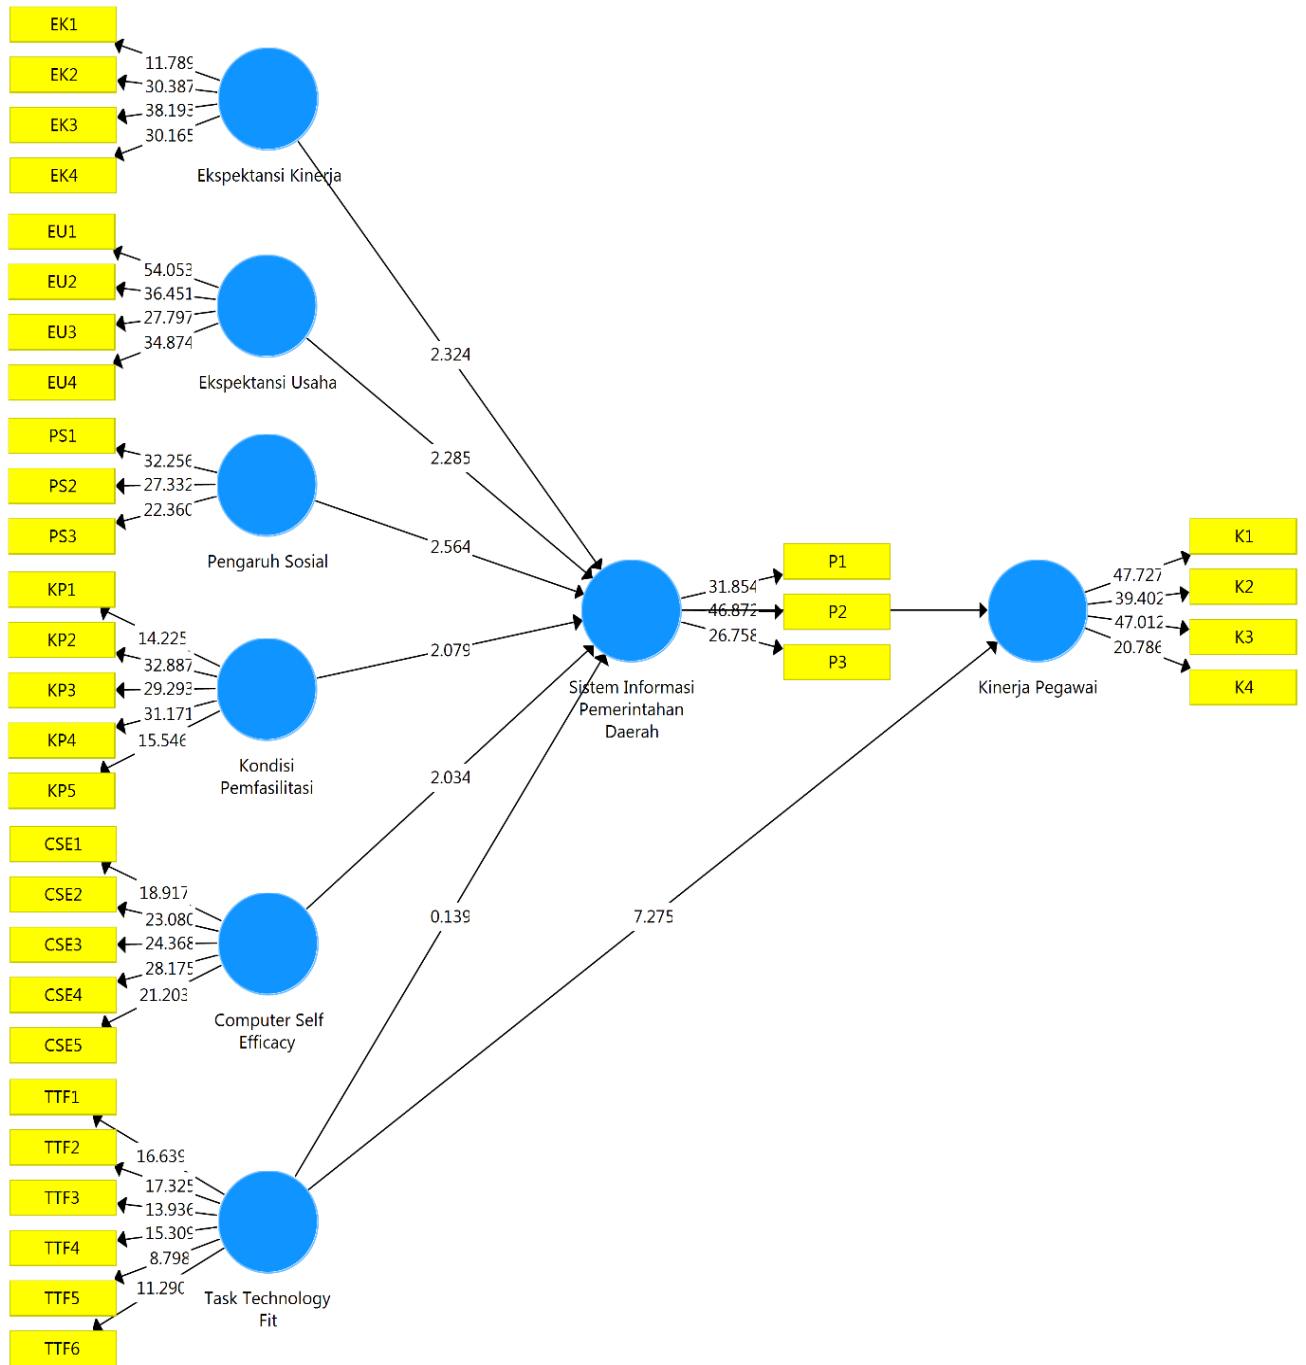 EK1
EK2
EK3
EK4
11.789
30.387
38.193
30.165
Ekspektansi Kinerja
EU1
EU2
EU3
EU4
54.053
36.451
27.797
34.874
Ekspektansi Usaha
PS1
PS2
PS3
32.256
27.332
22.360
Pengaruh Sosial
KP1
KP2
KP3
KP4
KP5
14.225
32.887
29.293
31.171
15.546
Kondisi
Pemfasilitasi
CSE1
CSE2
CSE3
CSE4
CSE5
18.917
23.080
24.368
28.175
21.203
Computer Self
Efficacy
TTF1
TTF2
TTF3
TTF4
TTF5
TTF6
16.639
17.325
13.936
15.309
8.798
11.290
Task Technology
Fit
2.324
2.285
2.564
2.079
2.034
0.139
7.275
Sistem Informasi
Pemerintahan
Daerah
31.854
46.872
26.758
P1
P2
P3
Kinerja Pegawai
47.727
39.402
47.012
20.786
K1
K2
K3
K4